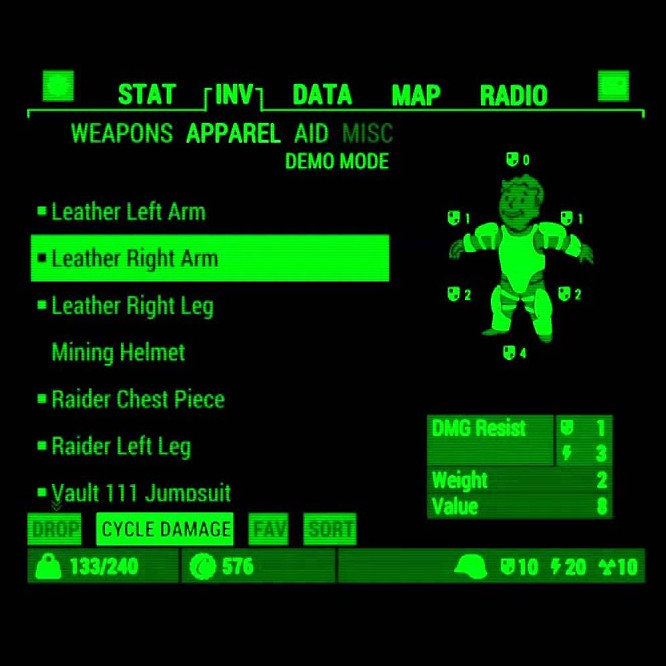 STAT INV DATA MAP RADIO
WEAPONS APPAREL AID MISC
DEMO MODE
0
Leather Left Arm
1 1
Leather Right Arm
Leather Right Leg
2 2
Mining Helmet
4
Raider Chest Piece
Raider Left Leg
Vault 111 Jumpsuit
DMG Resist 1
3
Weight 2
Value 8
DROP CYCLE DAMAGE FAV SORT
133/240 576 10 20 10